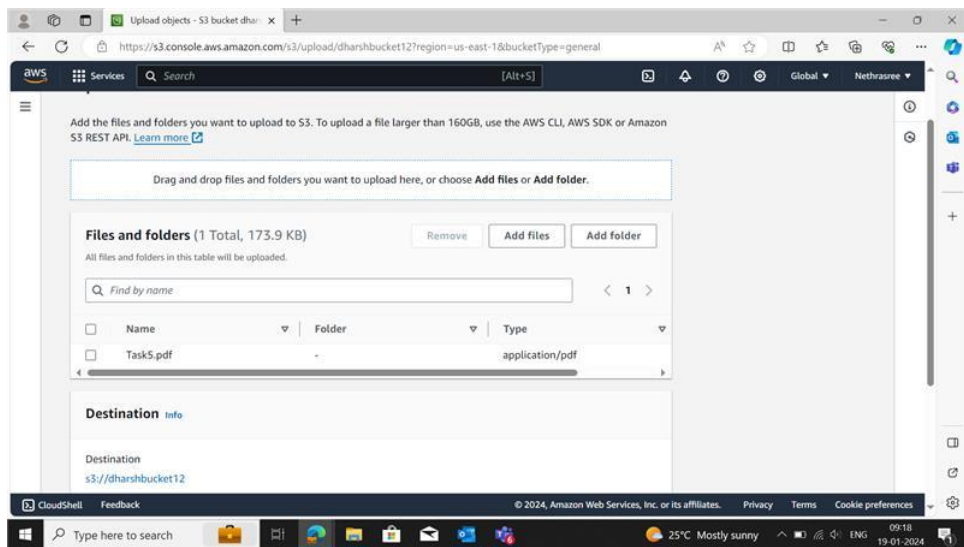 Upload objects - S3 bucket dhar
https://s3.console.aws.amazon.com/s3/upload/dharshbucket12?region=us-east-1&bucketType=general
aws Services Search [Alt+S] Global Nethrasree
Add the files and folders you want to upload to S3. To upload a file larger than 160GB, use the AWS CLI, AWS SDK or Amazon
S3 REST API. Learn more
Drag and drop files and folders you want to upload here, or choose Add files or Add folder.
Files and folders (1 Total, 173.9 KB) Remove Add files Add folder
All files and folders in this table will be uploaded.
Find by name 1
Name Folder Type
Task5.pdf - application/pdf
Destination Info
Destination
s3://dharshbucket12
CloudShell Feedback © 2024, Amazon Web Services, Inc. or its affiliates. Privacy Terms Cookie preferences
Type here to search 25°C Mostly sunny ENG 09:18
19-01-2024